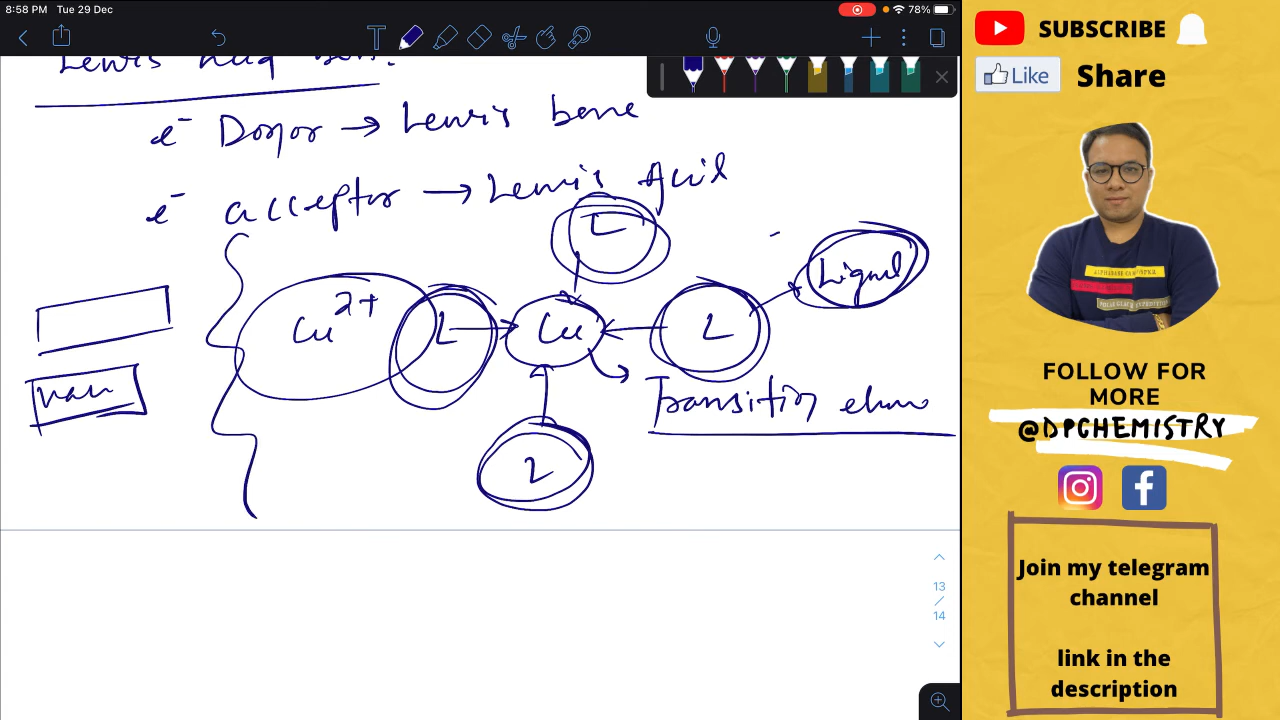 8:58 PM Tue 29 Dec
78%
Lewis
e⁻ Donor → Lewis base
e⁻ acceptor → Lewis Acid
L
Ligand
Cu²⁺ L → Cu ← L
Transition
L
13
/
14
SUBSCRIBE
Like Share
FOLLOW FOR
MORE
@DPCHEMISTRY
f
Join my telegram
channel
link in the
description